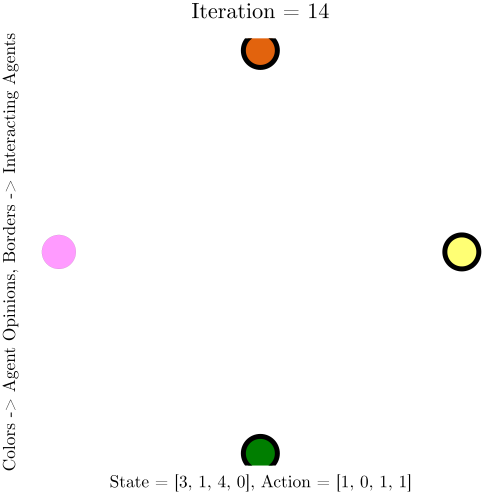 Iteration = 14
Colors -> Agent Opinions, Borders -> Interacting Agents
State = [3, 1, 4, 0], Action = [1, 0, 1, 1]